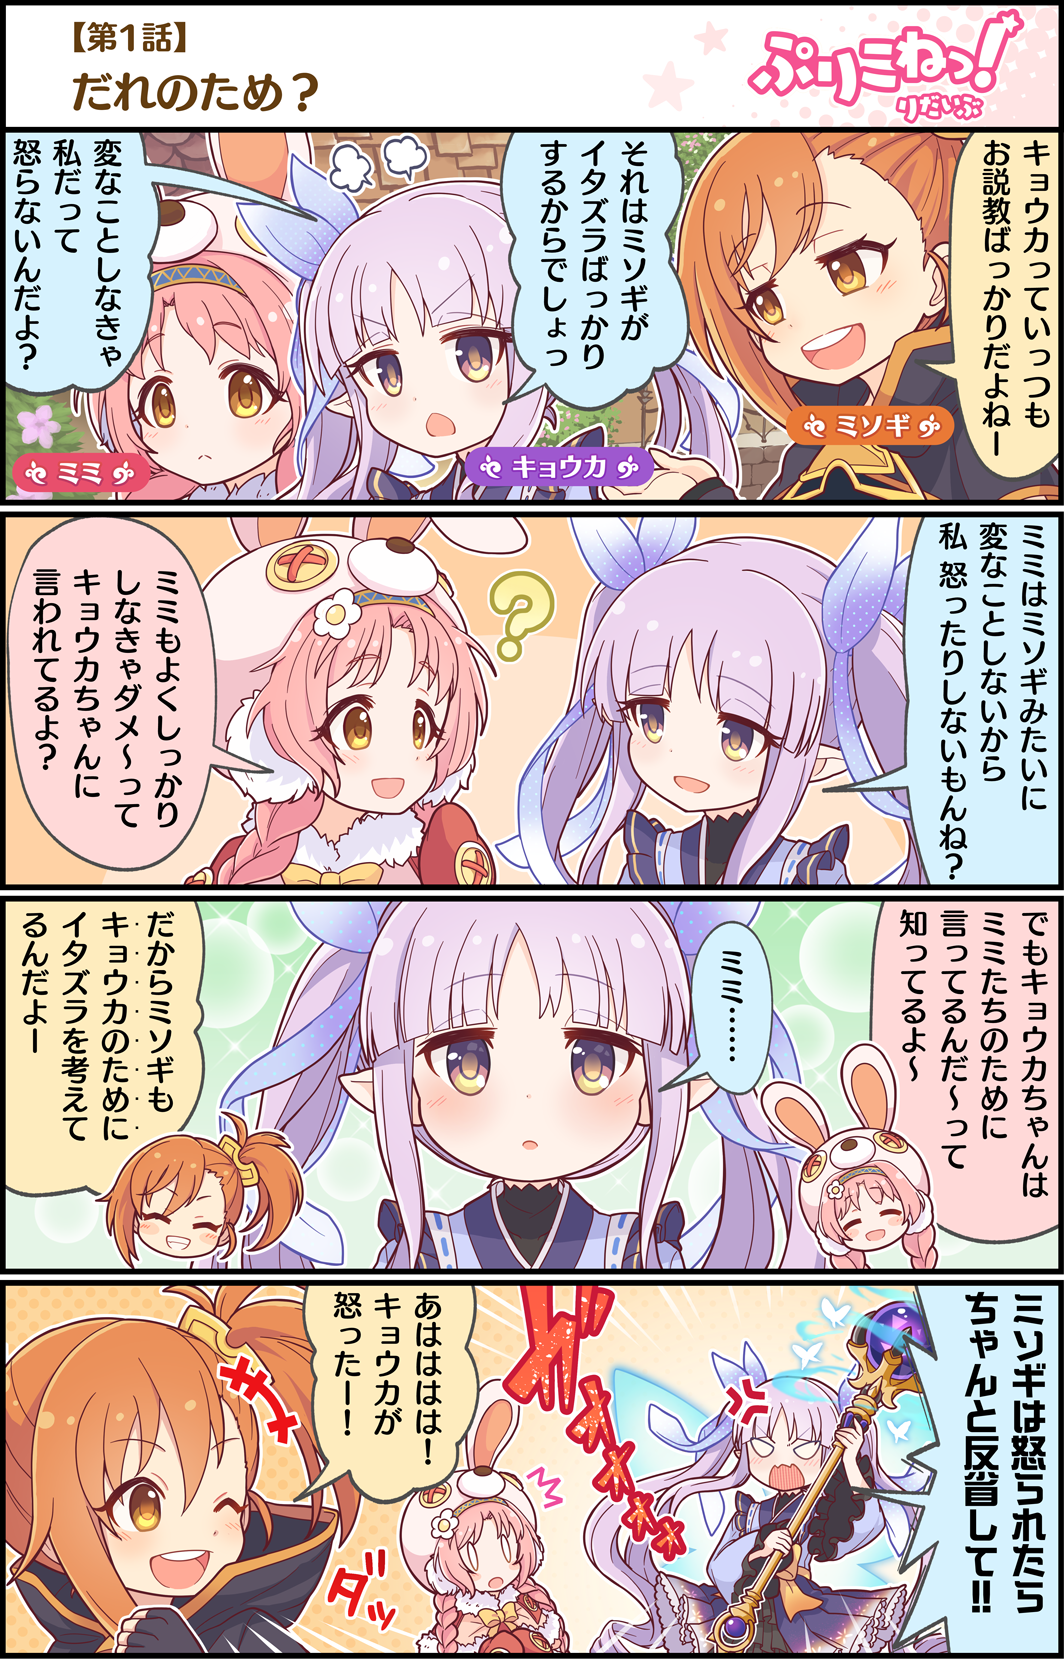 【第1話】
だれのため？
ぷりこねっ！
りだいぶ
キョウカっていっつも
お説教ばっかりだよねー
ミソギ
それはミソギが
イタズラばっかり
するからでしょっ
キョウカ
変なことしなきゃ
私だって
怒らないんだよ？
ミミ
ミミはミソギみたいに
変なことしないから
私 怒ったりしないもんね？
？
ミミもよくしっかり
しなきゃダメ～って
キョウカちゃんに
言われてるよ？
でもキョウカちゃんは
ミミたちのために
言ってるんだ～って
知ってるよ～
ミミ……
だからミソギも
キョウカのために
イタズラを考えて
るんだよー
ミソギは怒られたら
ちゃんと反省して!!
ズズズズズ
あははははは！
キョウカが
怒ったー！
ダッ